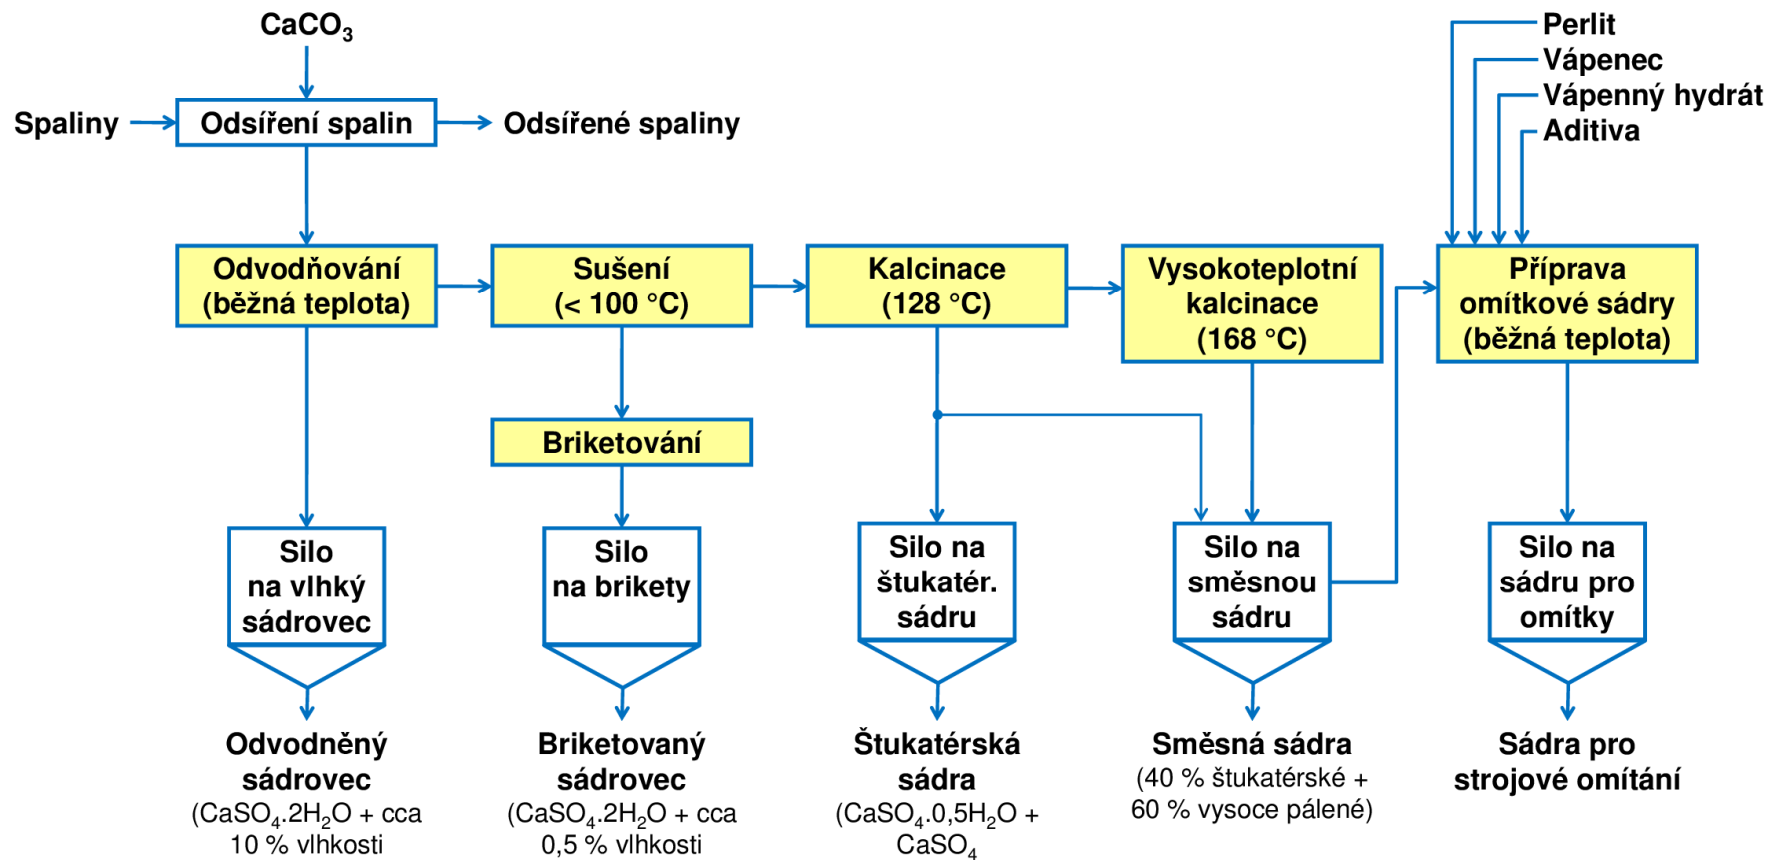 CaCO3
Spaliny
Odsíření spalin
Odsířené spaliny
Perlit
Vápenec
Vápenný hydrát
Aditiva
Odvodňování
(běžná teplota)
Sušení
(< 100 °C)
Kalcinace
(128 °C)
Vysokoteplotní
kalcinace
(168 °C)
Příprava
omítkové sádry
(běžná teplota)
Briketování
Silo
na vlhký
sádrovec
Silo
na brikety
Silo na
štukatér.
sádru
Silo na
směsnou
sádru
Silo na
sádru pro
omítky
Odvodněný
sádrovec
(CaSO4.2H2O + cca
10 % vlhkosti
Briketovaný
sádrovec
(CaSO4.2H2O + cca
0,5 % vlhkosti
Štukatérská
sádra
(CaSO4.0,5H2O +
CaSO4
Směsná sádra
(40 % štukatérské +
60 % vysoce pálené)
Sádra pro
strojové omítání